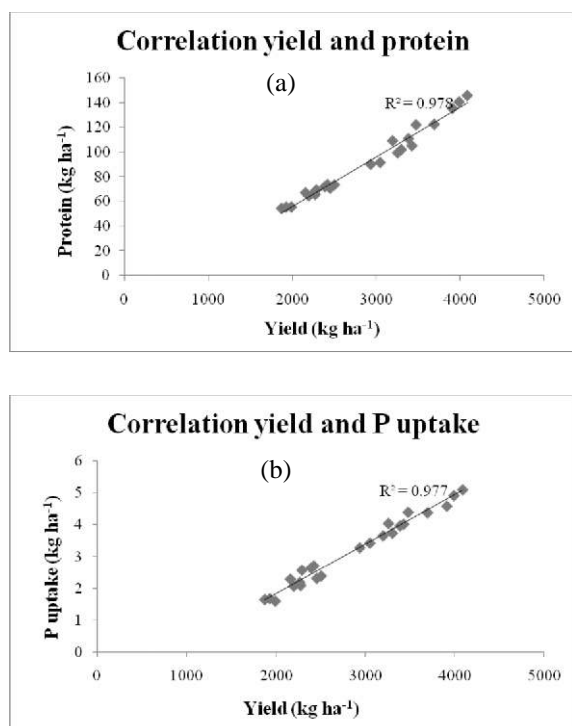 Correlation yield and protein
(a)
R² = 0.978
Protein (kg ha⁻¹)
160
140
120
100
80
60
40
20
0
0 1000 2000 3000 4000 5000
Yield (kg ha⁻¹)
Correlation yield and P uptake
(b)
R² = 0.977
P uptake (kg ha⁻¹)
6
5
4
3
2
1
0
0 1000 2000 3000 4000 5000
Yield (kg ha⁻¹)